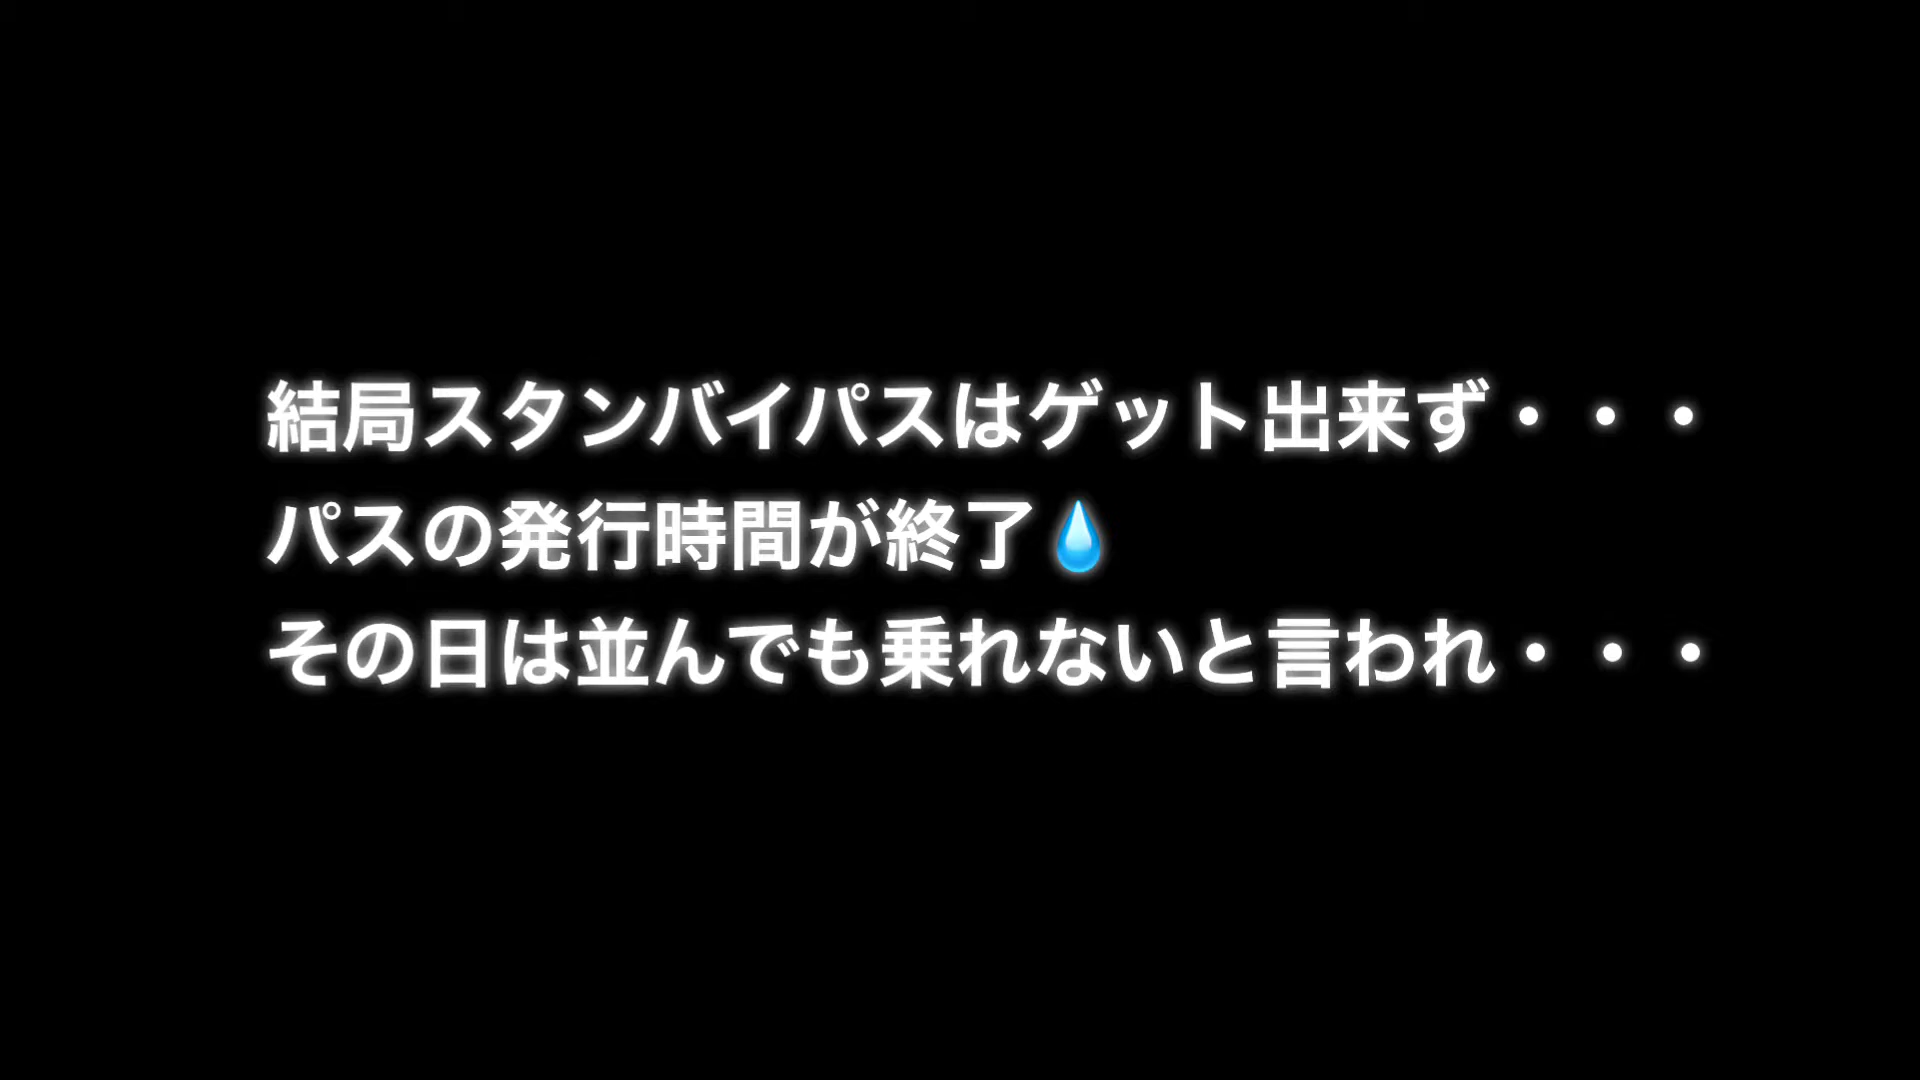 結局スタンバイパスはゲット出来ず・・・
パスの発行時間が終了💧
その日は並んでも乗れないと言われ・・・